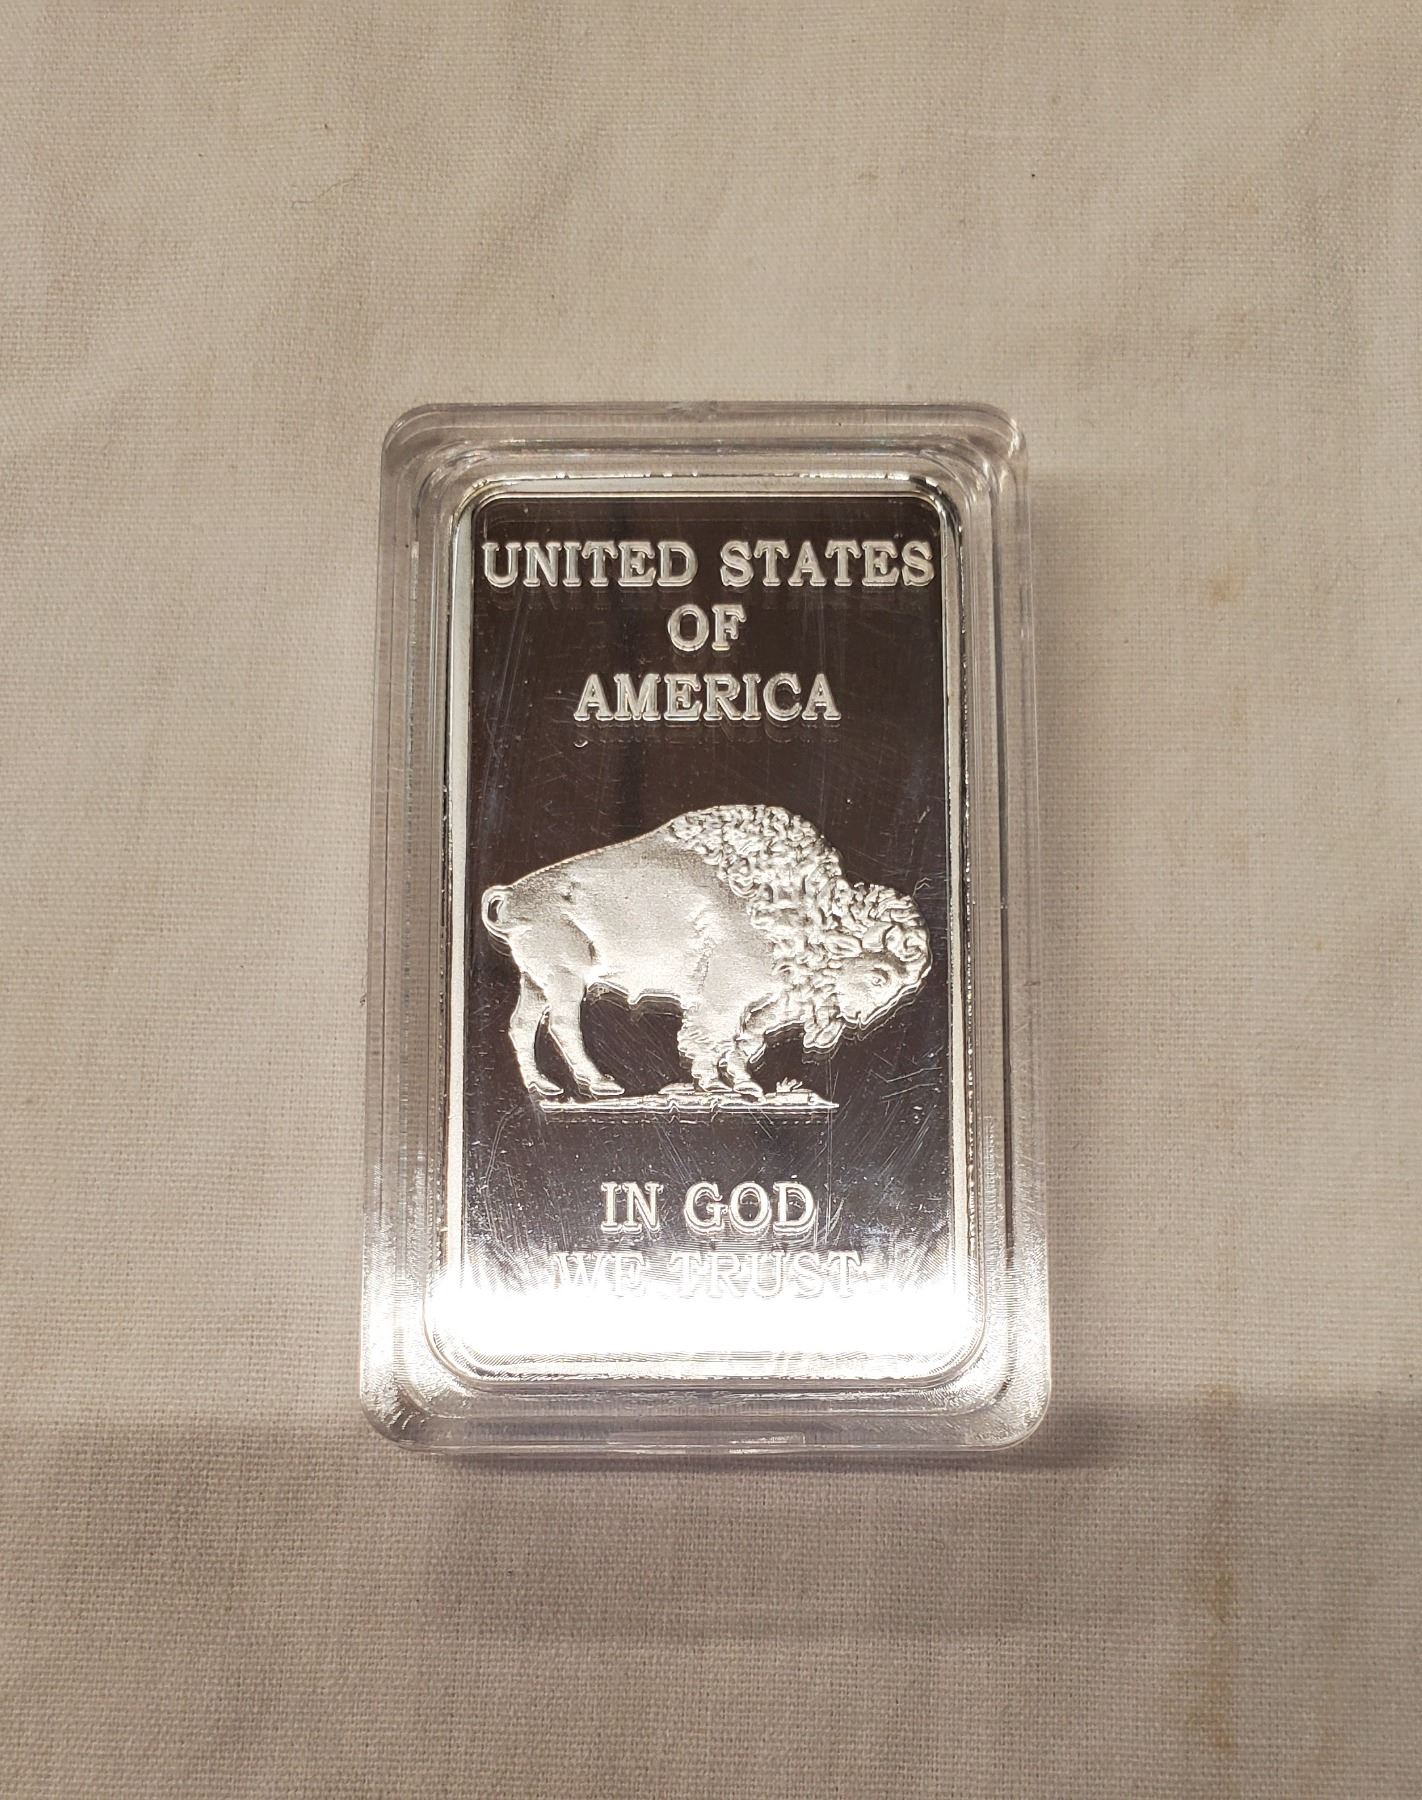 UNITED STATES
OF
AMERICA
IN GOD
WE TRUST